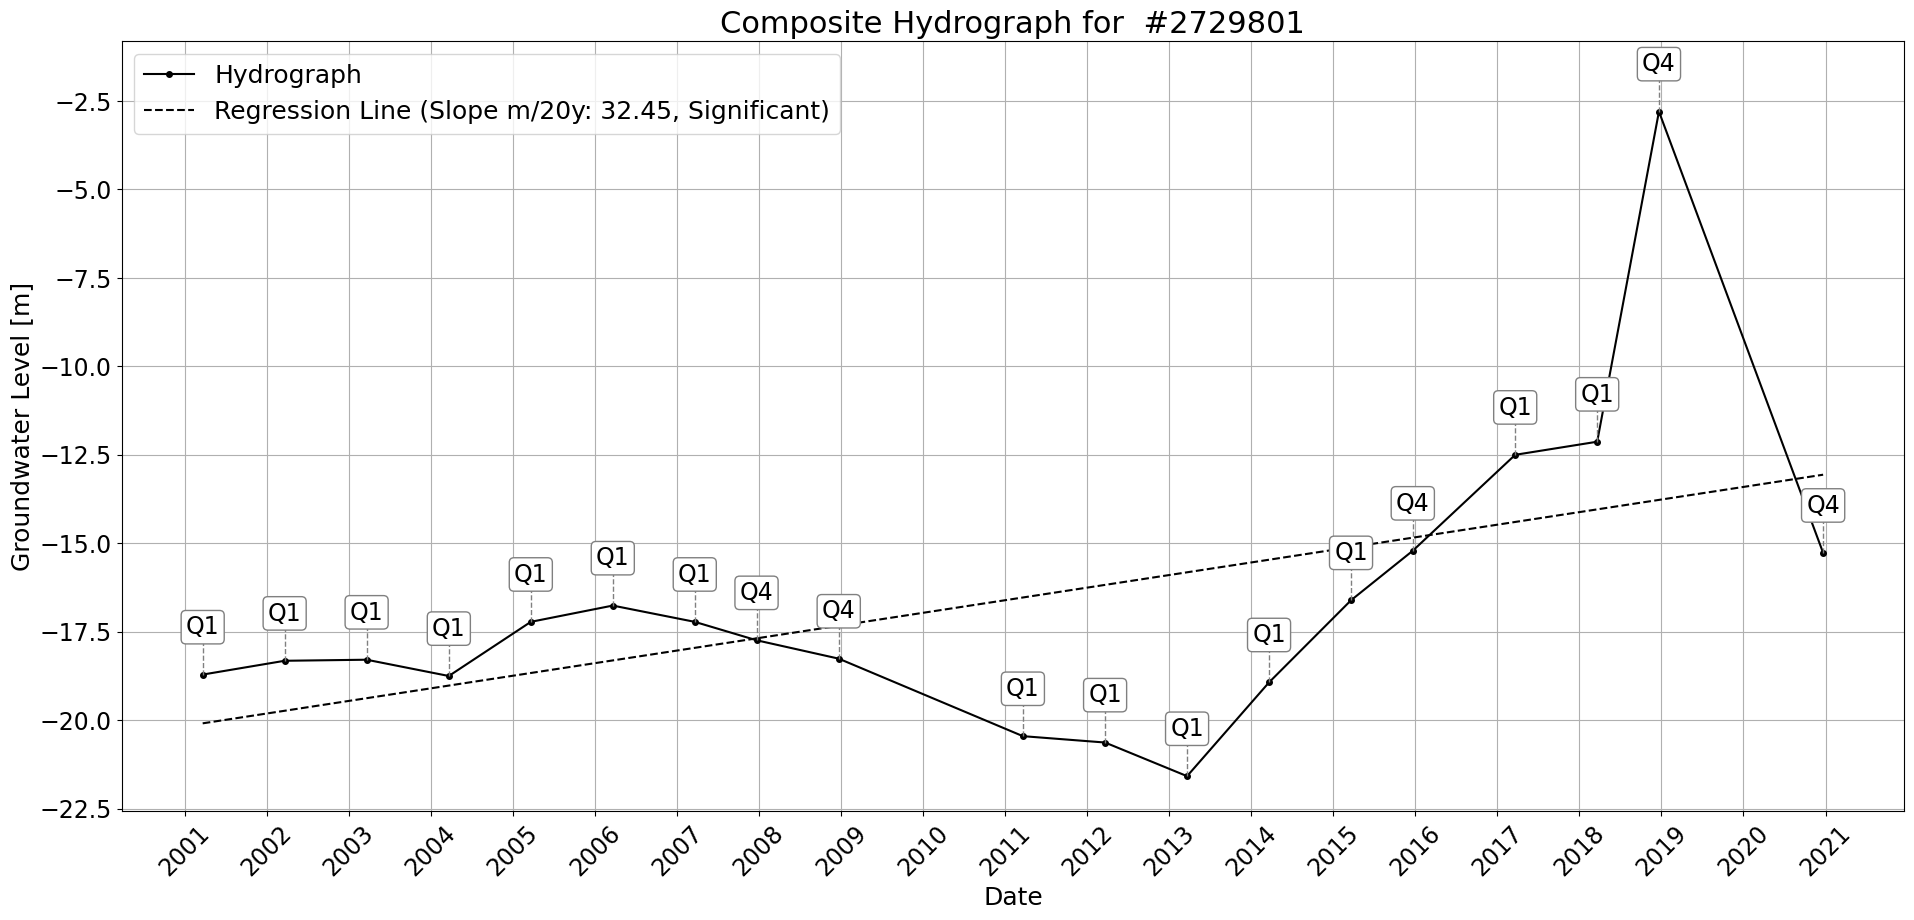 Composite Hydrograph for  #2729801
Hydrograph
Regression Line (Slope m/20y: 32.45, Significant)
Groundwater Level [m]
−2.5
−5.0
−7.5
−10.0
−12.5
−15.0
−17.5
−20.0
−22.5
Q1
Q1
Q1
Q1
Q1
Q1
Q1
Q4
Q4
Q1
Q1
Q1
Q1
Q1
Q4
Q1
Q1
Q4
Q4
2001
2002
2003
2004
2005
2006
2007
2008
2009
2010
2011
2012
2013
2014
2015
2016
2017
2018
2019
2020
2021
Date